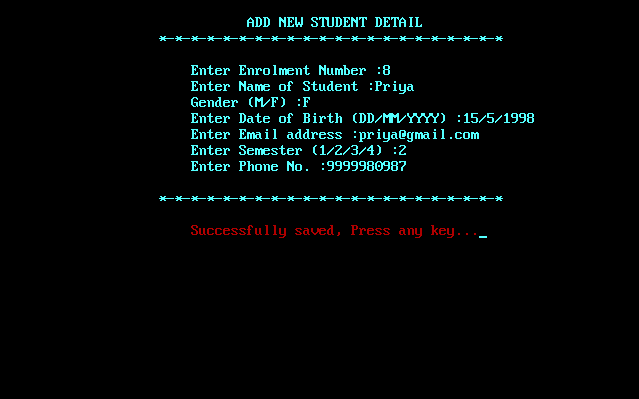 ADD NEW STUDENT DETAIL
*-*-*-*-*-*-*-*-*-*-*-*-*-*-*-*-*-*-*-*-*-*
Enter Enrolment Number :8
Enter Name of Student :Priya
Gender (M/F) :F
Enter Date of Birth (DD/MM/YYYY) :15/5/1998
Enter Email address :priya@gmail.com
Enter Semester (1/2/3/4) :2
Enter Phone No. :9999980987
*-*-*-*-*-*-*-*-*-*-*-*-*-*-*-*-*-*-*-*-*-*
Successfully saved, Press any key..._